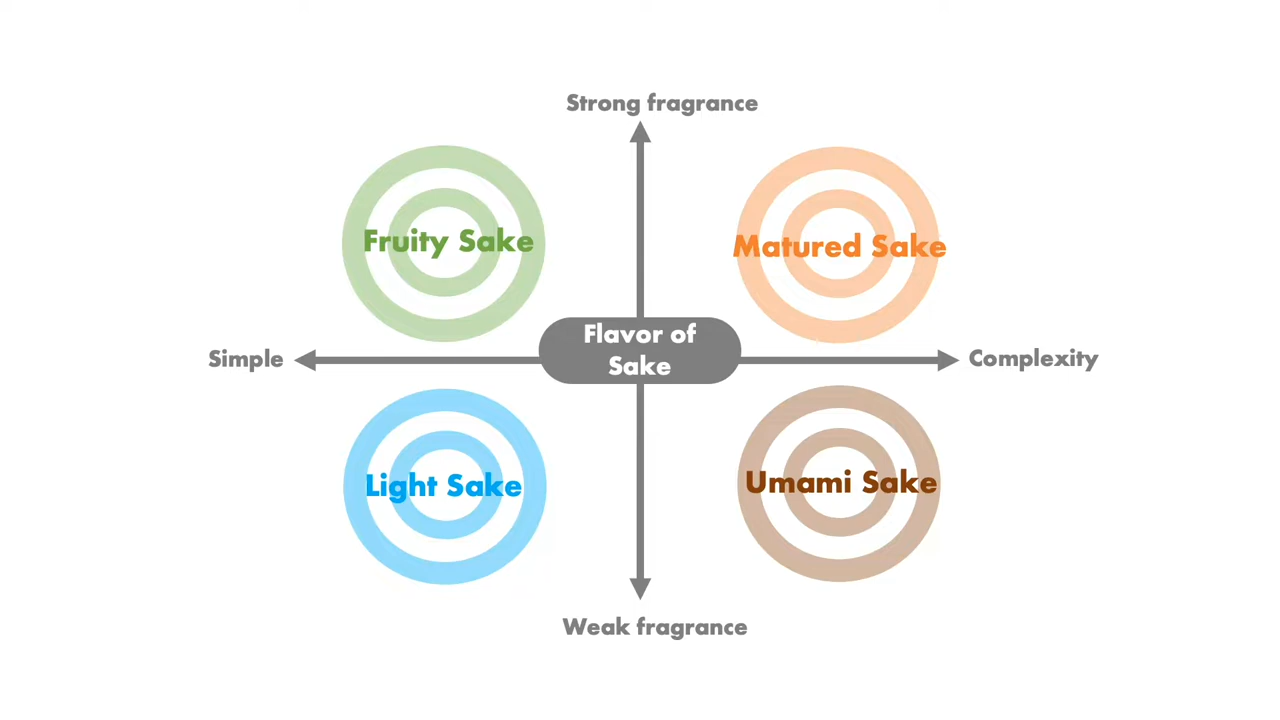 Strong fragrance
Fruity Sake
Matured Sake
Flavor of
Sake
Simple
Complexity
Light Sake
Umami Sake
Weak fragrance